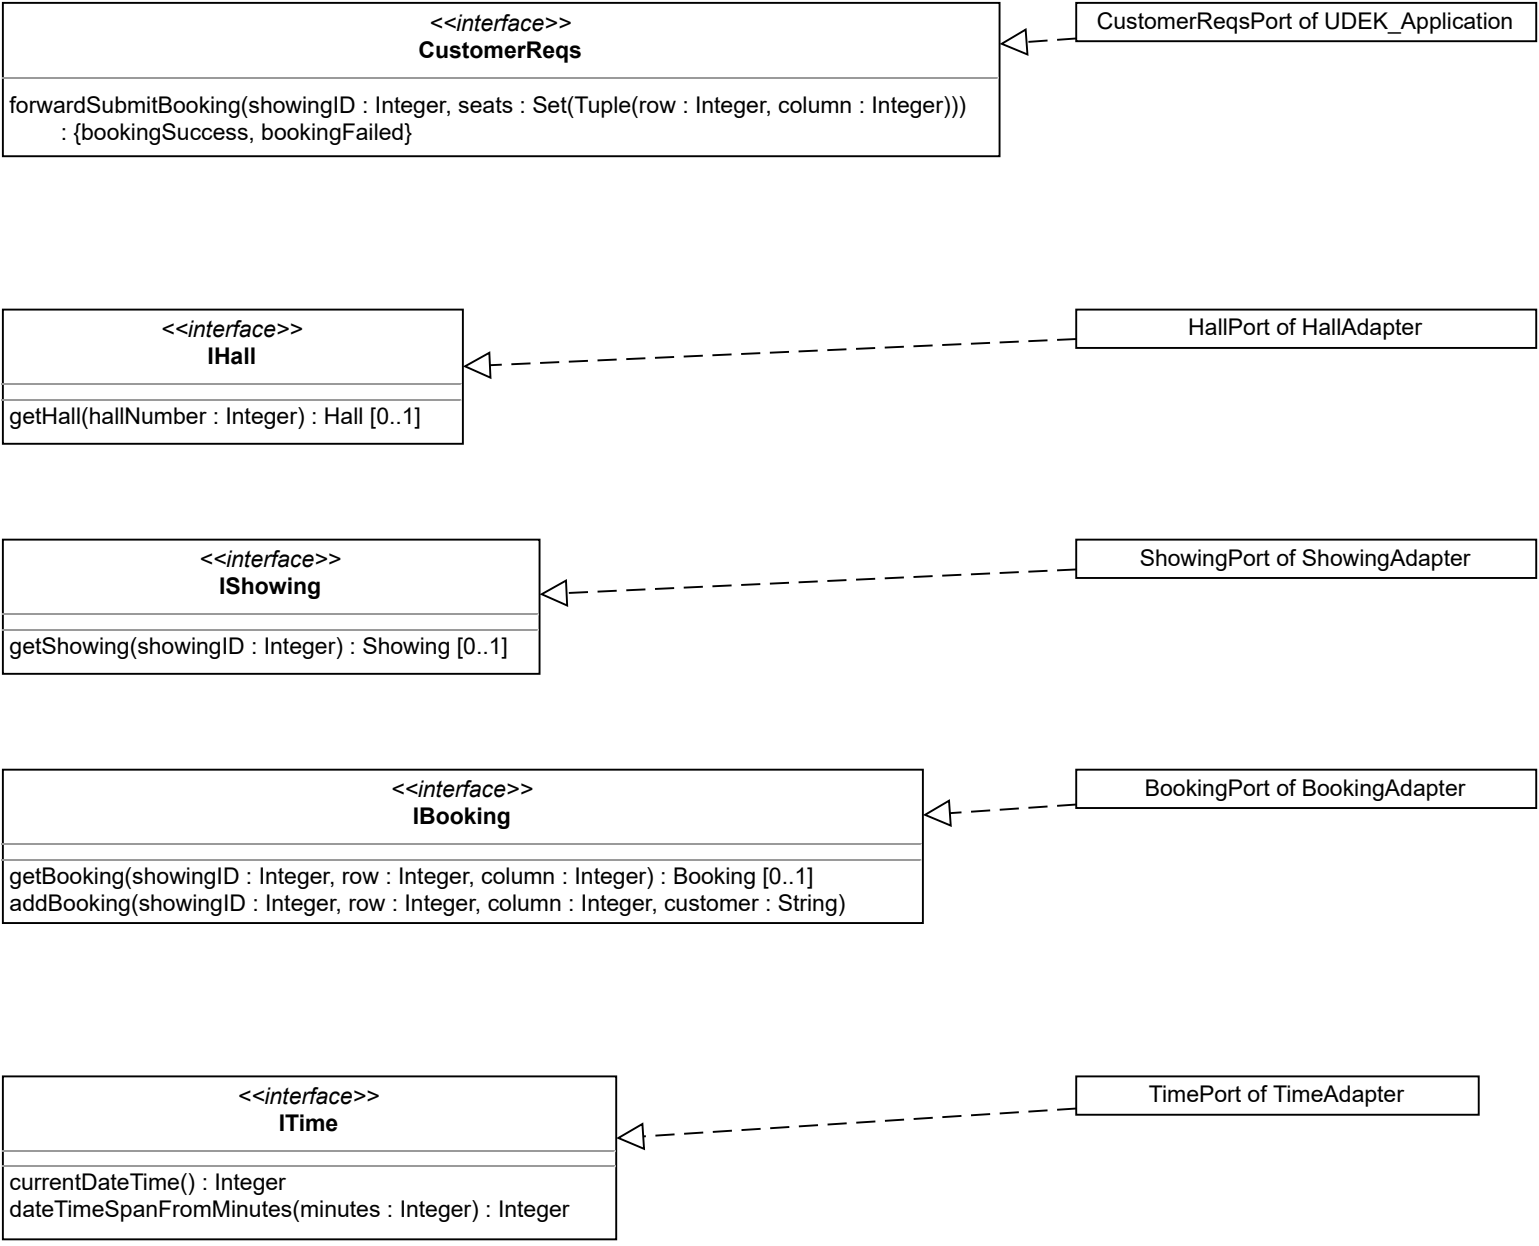 <<interface>>
CustomerReqs
forwardSubmitBooking(showingID : Integer, seats : Set(Tuple(row : Integer, column : Integer)))
: {bookingSuccess, bookingFailed}
CustomerReqsPort of UDEK_Application
<<interface>>
IHall
getHall(hallNumber : Integer) : Hall [0..1]
HallPort of HallAdapter
<<interface>>
IShowing
getShowing(showingID : Integer) : Showing [0..1]
ShowingPort of ShowingAdapter
<<interface>>
IBooking
getBooking(showingID : Integer, row : Integer, column : Integer) : Booking [0..1]
addBooking(showingID : Integer, row : Integer, column : Integer, customer : String)
BookingPort of BookingAdapter
<<interface>>
ITime
currentDateTime() : Integer
dateTimeSpanFromMinutes(minutes : Integer) : Integer
TimePort of TimeAdapter